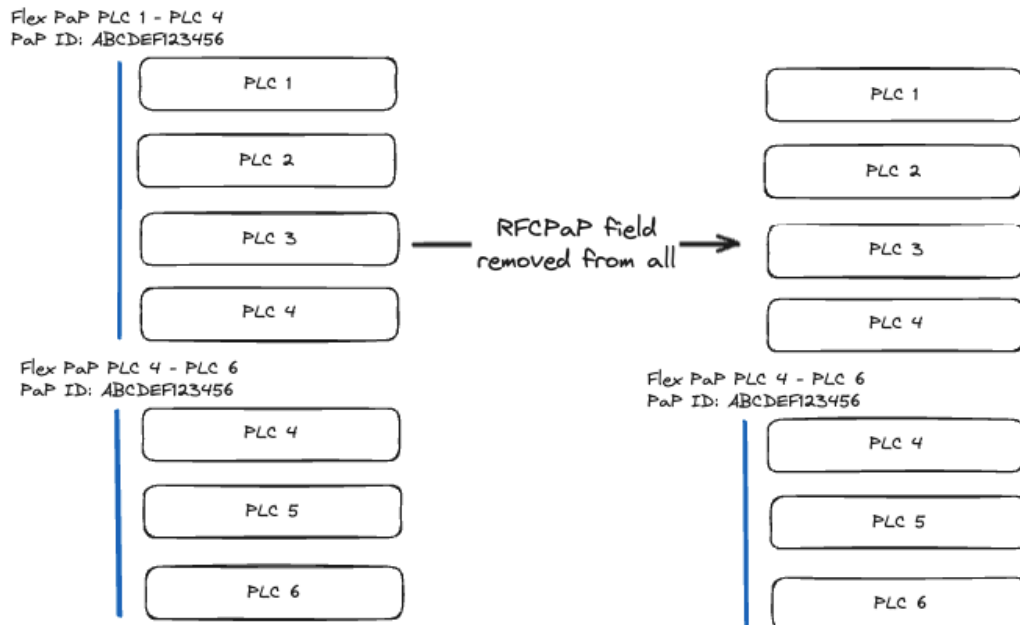 Flex PaP PLC 1 - PLC 4
PaP ID: ABCDEF123456
PLC 1
PLC 2
PLC 3
PLC 4
Flex PaP PLC 4 - PLC 6
PaP ID: ABCDEF123456
PLC 4
PLC 5
PLC 6
RFCPaP field
removed from all
PLC 1
PLC 2
PLC 3
PLC 4
Flex PaP PLC 4 - PLC 6
PaP ID: ABCDEF123456
PLC 4
PLC 5
PLC 6